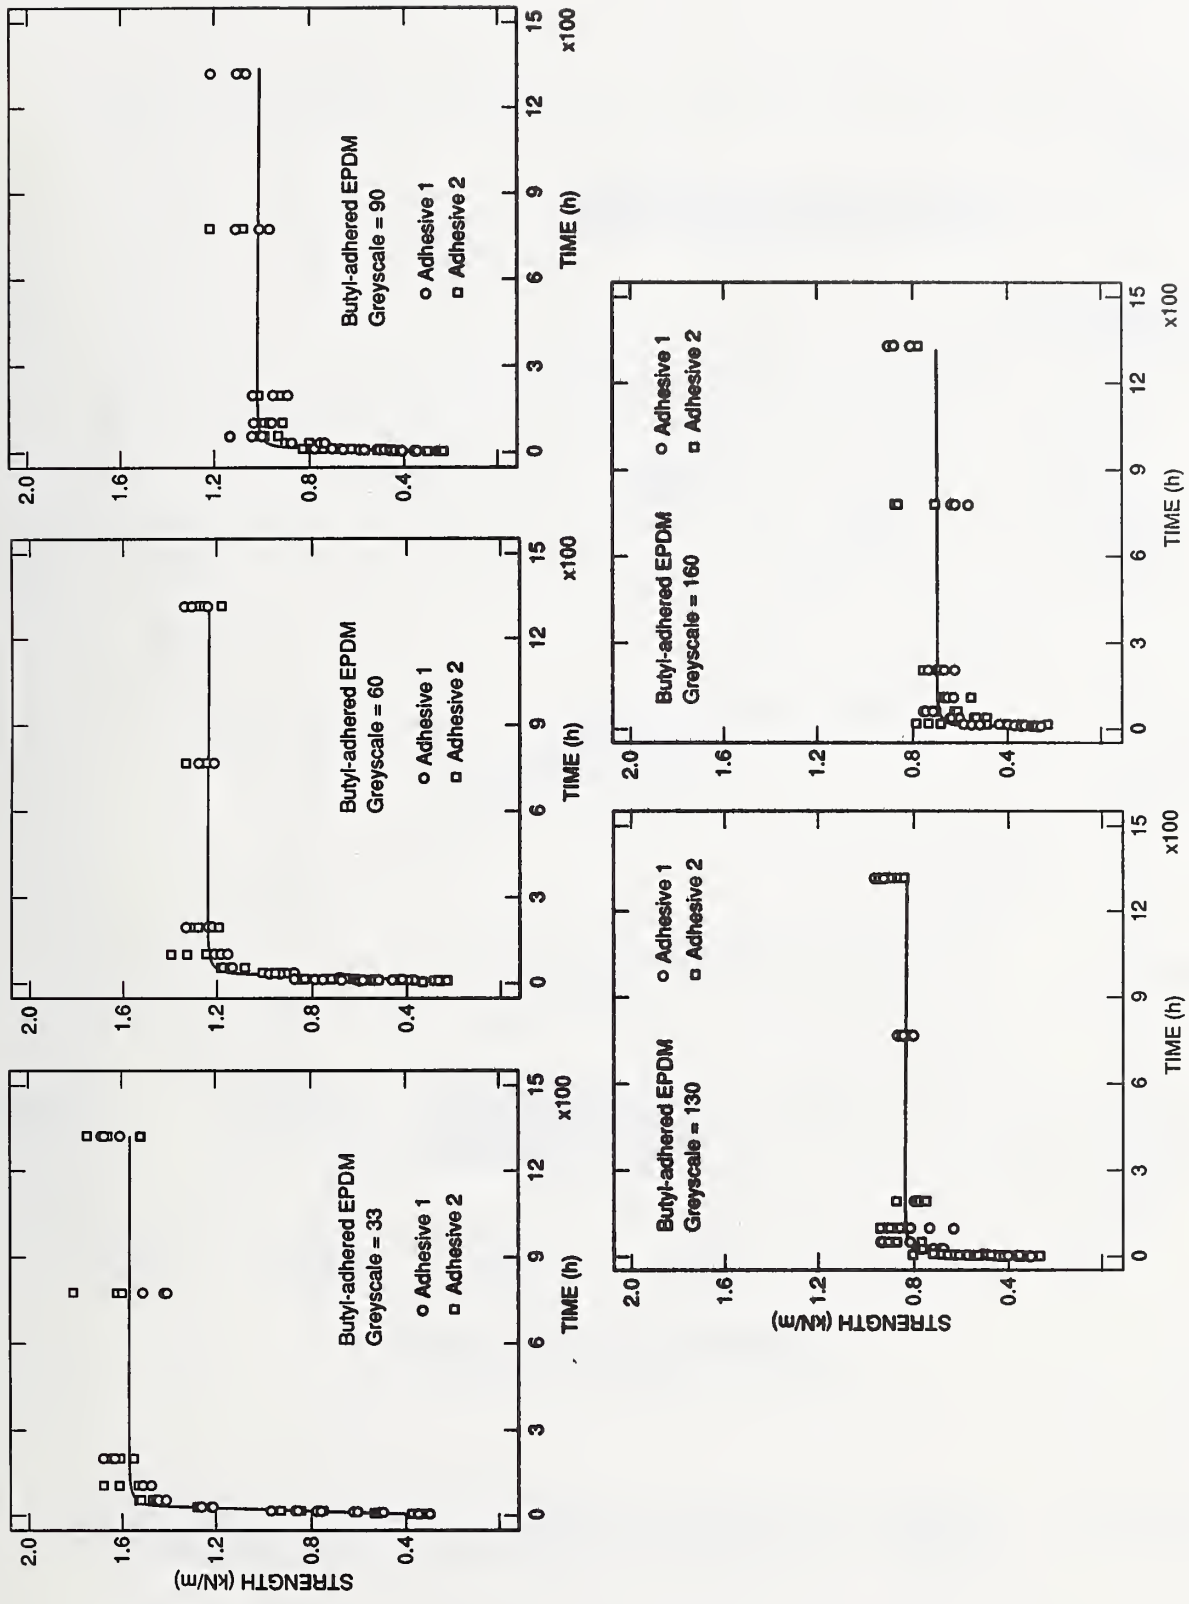 STRENGTH (kN/m)
2.0
1.6
1.2
0.8
0.4
Butyl-adhered EPDM
Greyscale = 33
Adhesive 1
Adhesive 2
0
3
6
9
12
15
TIME (h)
x100
2.0
1.6
1.2
0.8
0.4
Butyl-adhered EPDM
Greyscale = 60
Adhesive 1
Adhesive 2
0
3
6
9
12
15
TIME (h)
x100
2.0
1.6
1.2
0.8
0.4
Butyl-adhered EPDM
Greyscale = 90
Adhesive 1
Adhesive 2
0
3
6
9
12
15
TIME (h)
x100
STRENGTH (kN/m)
2.0
1.6
1.2
0.8
0.4
Butyl-adhered EPDM
Greyscale = 130
Adhesive 1
Adhesive 2
0
3
6
9
12
15
TIME (h)
x100
2.0
1.6
1.2
0.8
0.4
Butyl-adhered EPDM
Greyscale = 160
Adhesive 1
Adhesive 2
0
3
6
9
12
15
TIME (h)
x100